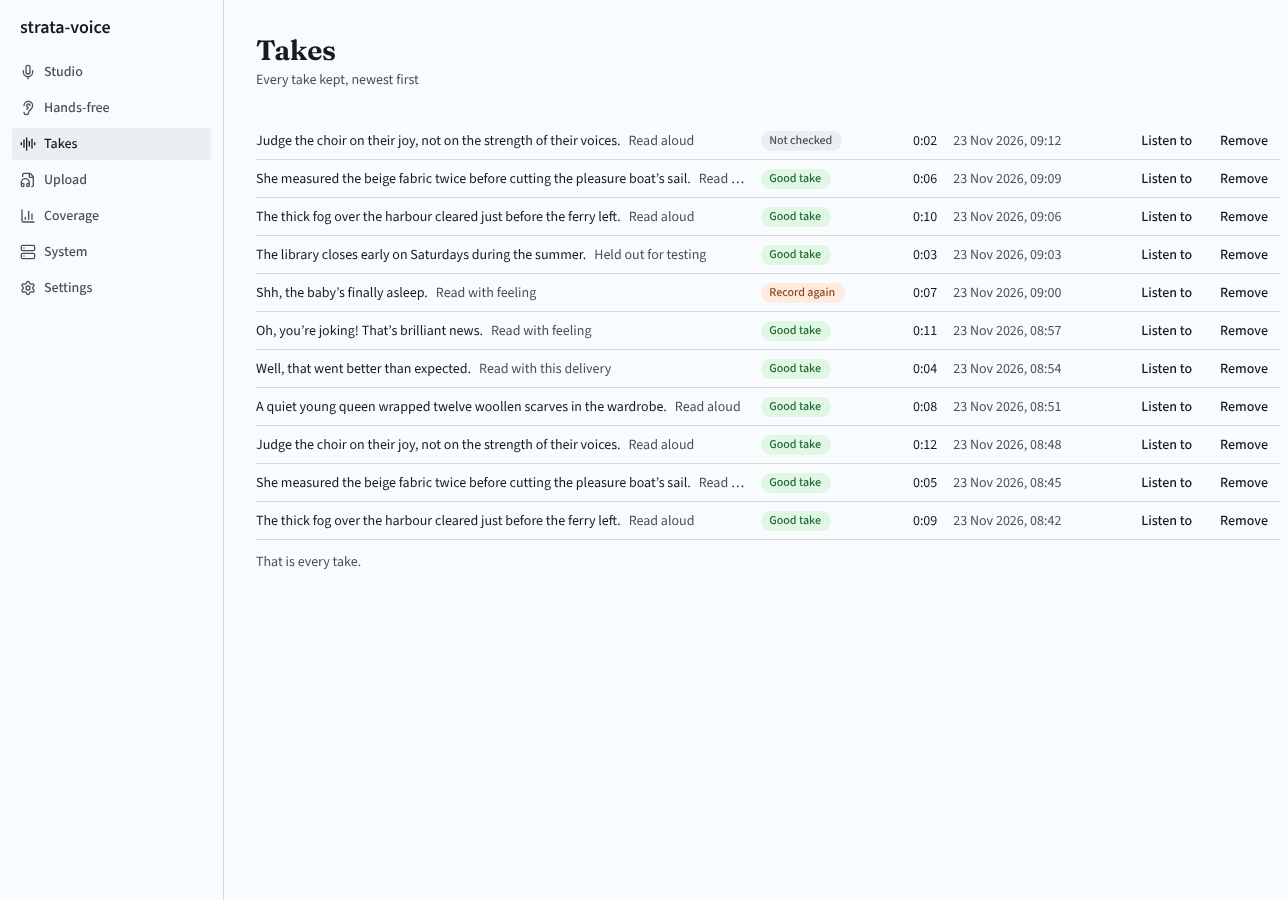 strata-voice
Studio
Hands-free
Takes
Upload
Coverage
System
Settings
Takes
Every take kept, newest first
Judge the choir on their joy, not on the strength of their voices. Read aloud Not checked 0:02 23 Nov 2026, 09:12 Listen to Remove
She measured the beige fabric twice before cutting the pleasure boat’s sail. Read … Good take 0:06 23 Nov 2026, 09:09 Listen to Remove
The thick fog over the harbour cleared just before the ferry left. Read aloud Good take 0:10 23 Nov 2026, 09:06 Listen to Remove
The library closes early on Saturdays during the summer. Held out for testing Good take 0:03 23 Nov 2026, 09:03 Listen to Remove
Shh, the baby’s finally asleep. Read with feeling Record again 0:07 23 Nov 2026, 09:00 Listen to Remove
Oh, you’re joking! That’s brilliant news. Read with feeling Good take 0:11 23 Nov 2026, 08:57 Listen to Remove
Well, that went better than expected. Read with this delivery Good take 0:04 23 Nov 2026, 08:54 Listen to Remove
A quiet young queen wrapped twelve woollen scarves in the wardrobe. Read aloud Good take 0:08 23 Nov 2026, 08:51 Listen to Remove
Judge the choir on their joy, not on the strength of their voices. Read aloud Good take 0:12 23 Nov 2026, 08:48 Listen to Remove
She measured the beige fabric twice before cutting the pleasure boat’s sail. Read … Good take 0:05 23 Nov 2026, 08:45 Listen to Remove
The thick fog over the harbour cleared just before the ferry left. Read aloud Good take 0:09 23 Nov 2026, 08:42 Listen to Remove
That is every take.